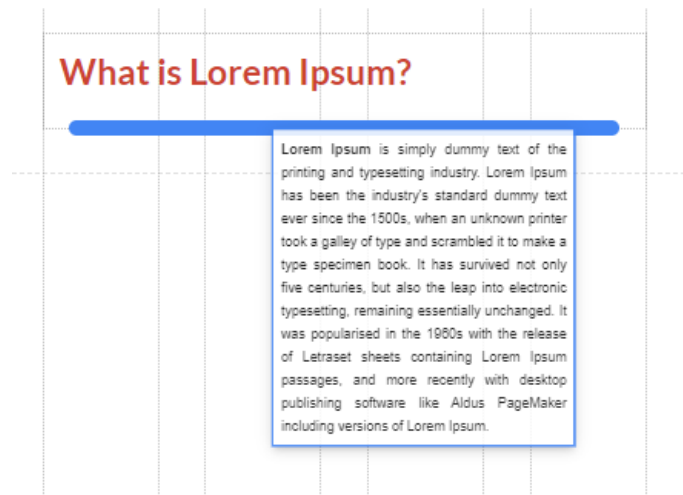 What is Lorem Ipsum?
Lorem Ipsum is simply dummy text of the
printing and typesetting industry. Lorem Ipsum
has been the industry's standard dummy text
ever since the 1500s, when an unknown printer
took a galley of type and scrambled it to make a
type specimen book. It has survived not only
five centuries, but also the leap into electronic
typesetting, remaining essentially unchanged. It
was popularised in the 1960s with the release
of Letraset sheets containing Lorem Ipsum
passages, and more recently with desktop
publishing software like Aldus PageMaker
including versions of Lorem Ipsum.